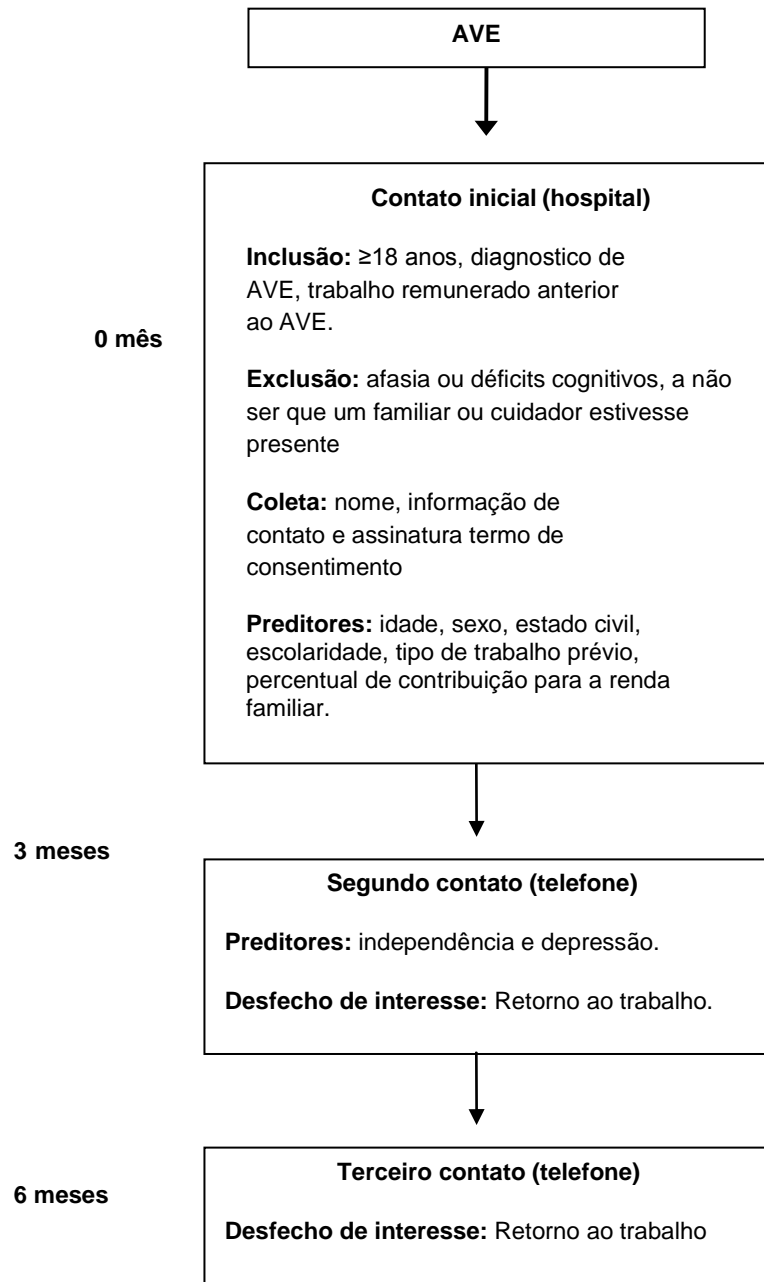 AVE
Contato inicial (hospital)
Inclusão: ≥18 anos, diagnostico de
AVE, trabalho remunerado anterior
ao AVE.
0 mês
Exclusão: afasia ou déficits cognitivos, a não
ser que um familiar ou cuidador estivesse
presente
Coleta: nome, informação de
contato e assinatura termo de
consentimento
Preditores: idade, sexo, estado civil,
escolaridade, tipo de trabalho prévio,
percentual de contribuição para a renda
familiar.
3 meses
Segundo contato (telefone)
Preditores: independência e depressão.
Desfecho de interesse: Retorno ao trabalho.
6 meses
Terceiro contato (telefone)
Desfecho de interesse: Retorno ao trabalho